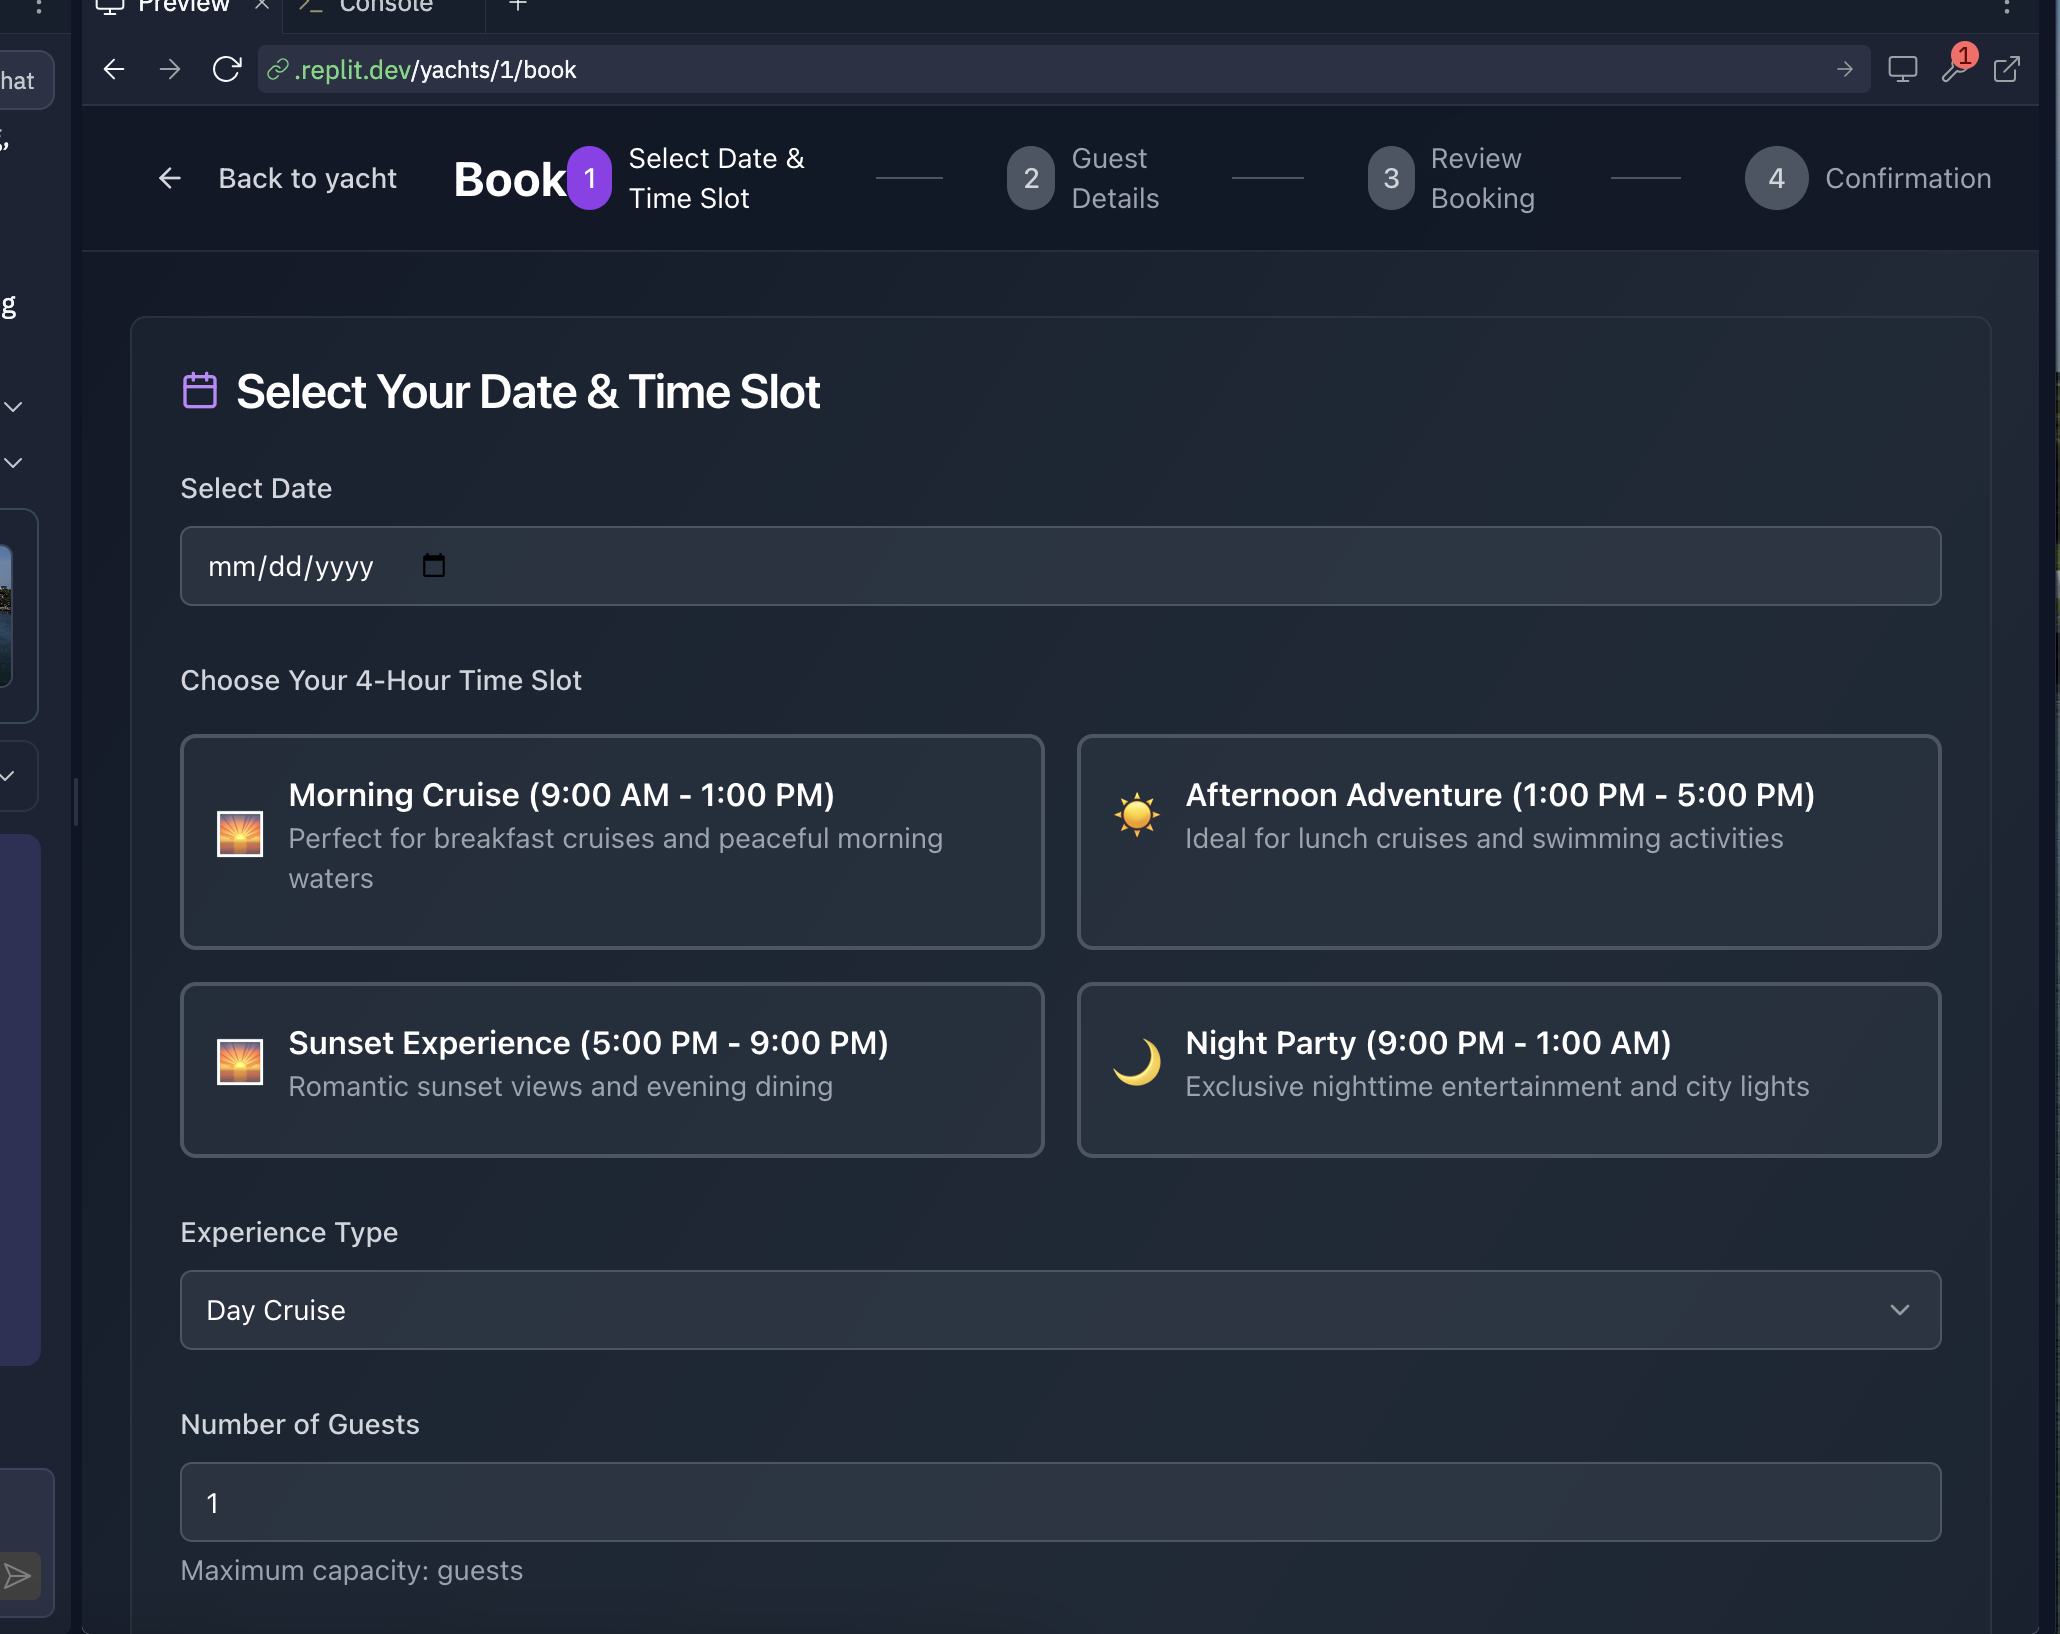 Preview
Console
.replit.dev/yachts/1/book
1
hat
g
Back to yacht
Book
1
Select Date &
Time Slot
2
Guest
Details
3
Review
Booking
4
Confirmation
Select Your Date & Time Slot
Select Date
mm/dd/yyyy
Choose Your 4-Hour Time Slot
Morning Cruise (9:00 AM - 1:00 PM)
Perfect for breakfast cruises and peaceful morning
waters
Afternoon Adventure (1:00 PM - 5:00 PM)
Ideal for lunch cruises and swimming activities
Sunset Experience (5:00 PM - 9:00 PM)
Romantic sunset views and evening dining
Night Party (9:00 PM - 1:00 AM)
Exclusive nighttime entertainment and city lights
Experience Type
Day Cruise
Number of Guests
1
Maximum capacity: guests